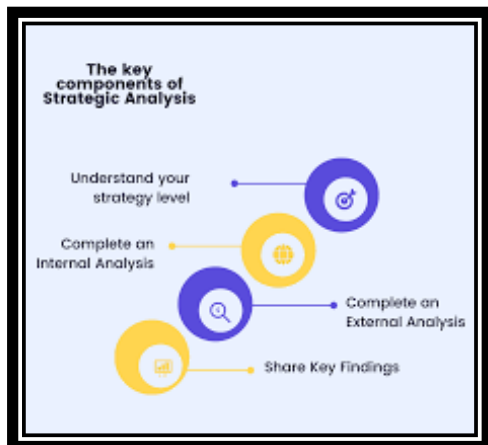 The key
components of
Strategic Analysis
Understand your
strategy level
Complete an
Internal Analysis
Complete an
External Analysis
Share Key Findings